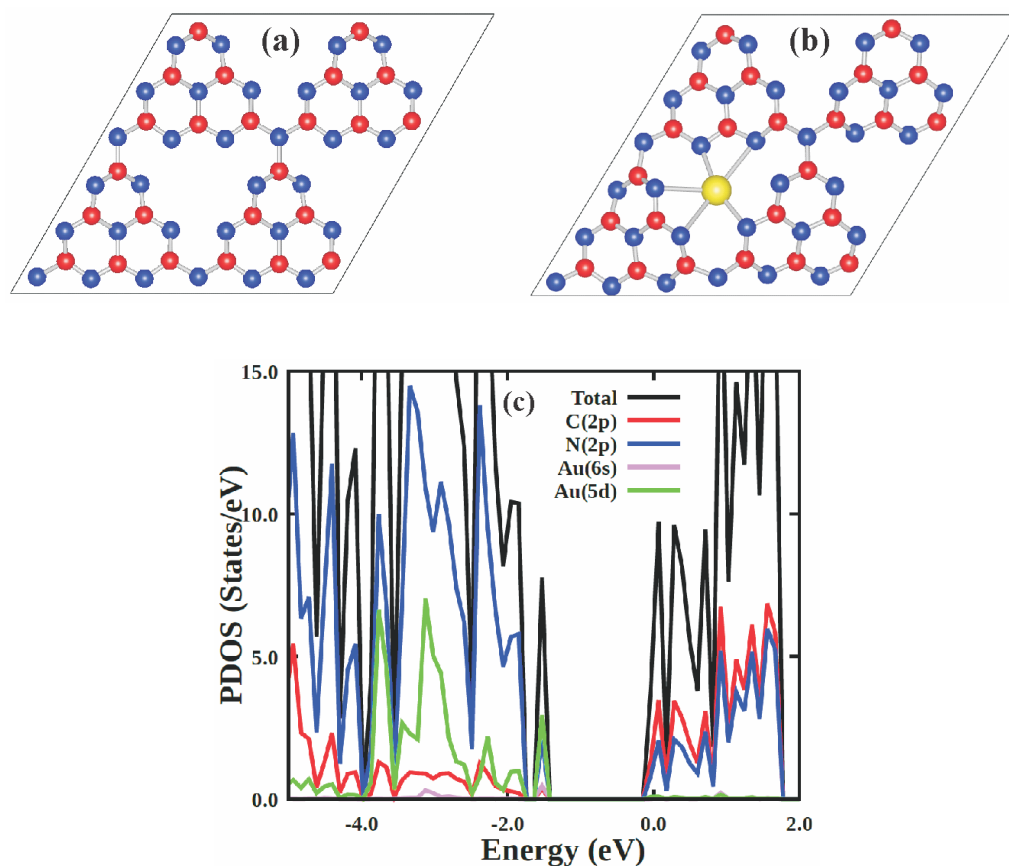 (a)
(b)
(c)
Total
C(2p)
N(2p)
Au(6s)
Au(5d)
15.0
10.0
5.0
0.0
PDOS (States/eV)
-4.0 -2.0 0.0 2.0
Energy (eV)